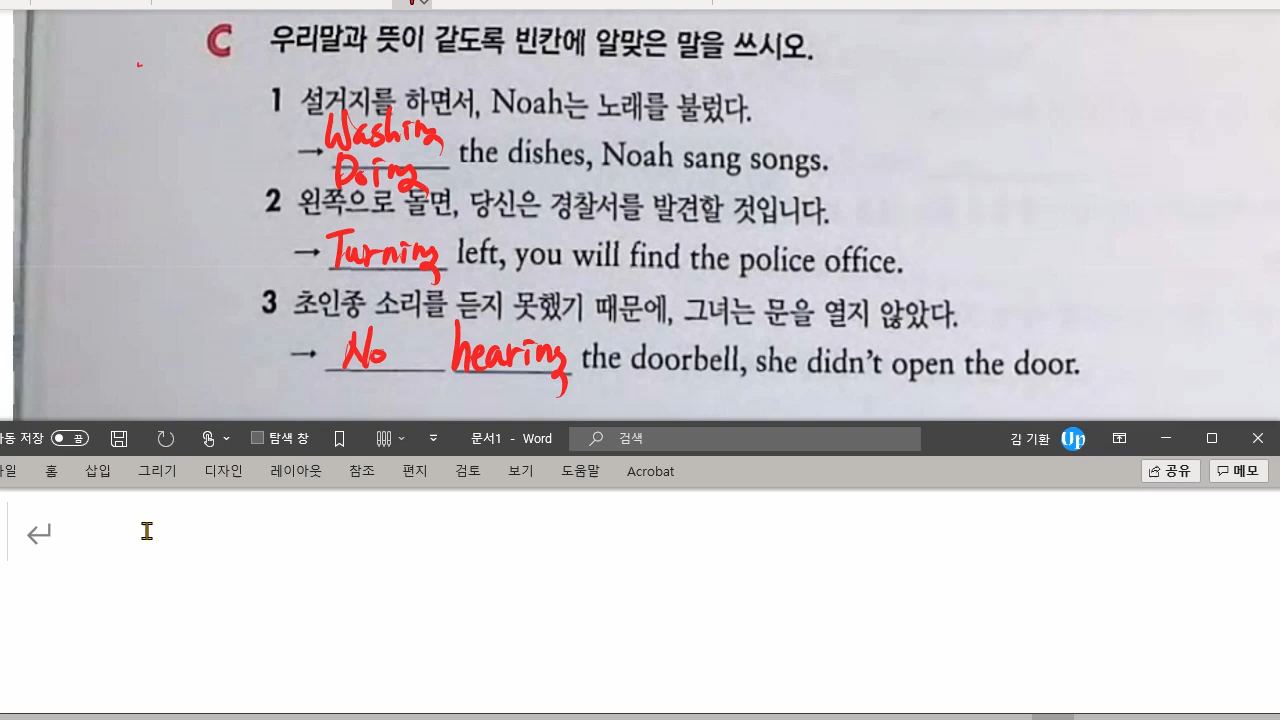 C 우리말과 뜻이 같도록 빈칸에 알맞은 말을 쓰시오.
1 설거지를 하면서, Noah는 노래를 불렀다.
Washing
→ the dishes, Noah sang songs.
Doing
2 왼쪽으로 돌면, 당신은 경찰서를 발견할 것입니다.
→ Turning left, you will find the police office.
3 초인종 소리를 듣지 못했기 때문에, 그녀는 문을 열지 않았다.
→ No hearing the doorbell, she didn't open the door.
동 저장 끔 탐색 창 문서1 - Word 검색 김 기환 Up
일 홈 삽입 그리기 디자인 레이아웃 참조 편지 검토 보기 도움말 Acrobat 공유 메모